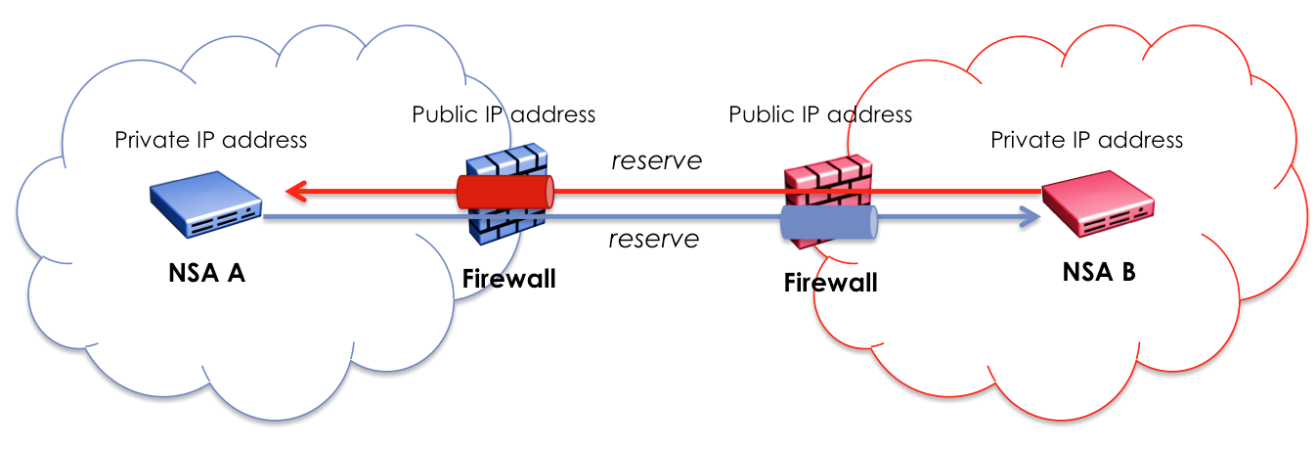 Public IP address
Public IP address
Private IP address
Private IP address
reserve
reserve
NSA A
Firewall
Firewall
NSA B